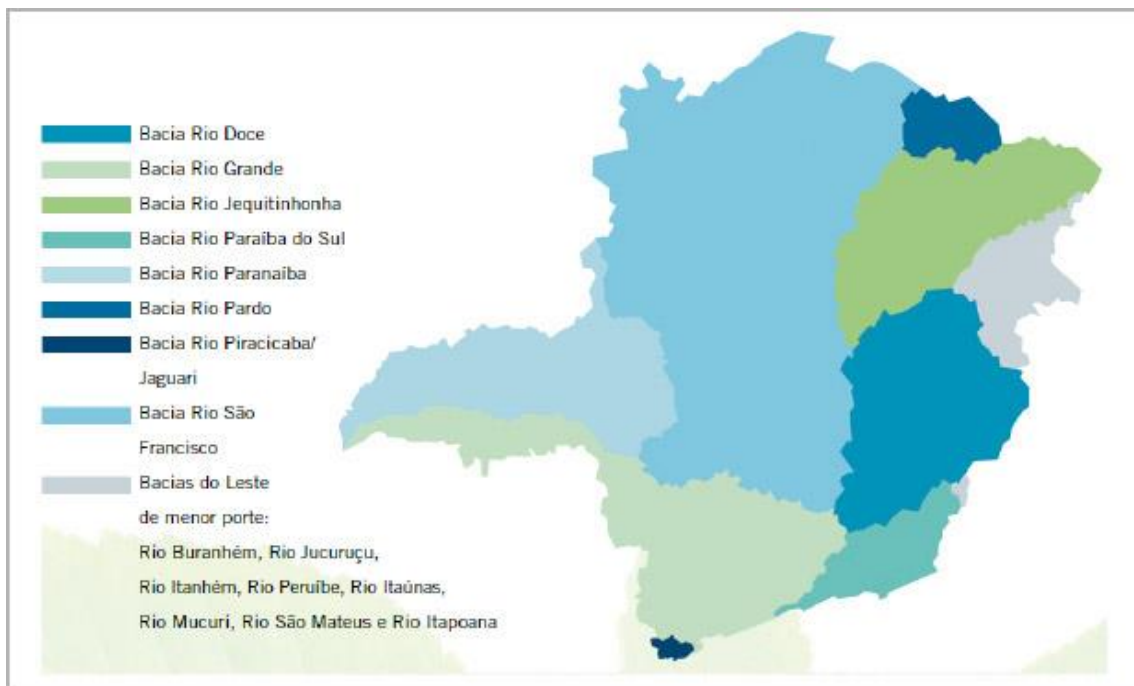 Bacia Rio Doce
Bacia Rio Grande
Bacia Rio Jequitinhonha
Bacia Rio Paraíba do Sul
Bacia Rio Paranaíba
Bacia Rio Pardo
Bacia Rio Piracicaba/
Jaguari
Bacia Rio São
Francisco
Bacias do Leste
de menor porte:
Rio Buranhém, Rio Jucuruçu,
Rio Itanhém, Rio Peruíbe, Rio Itaúnas,
Rio Mucuri, Rio São Mateus e Rio Itapoana